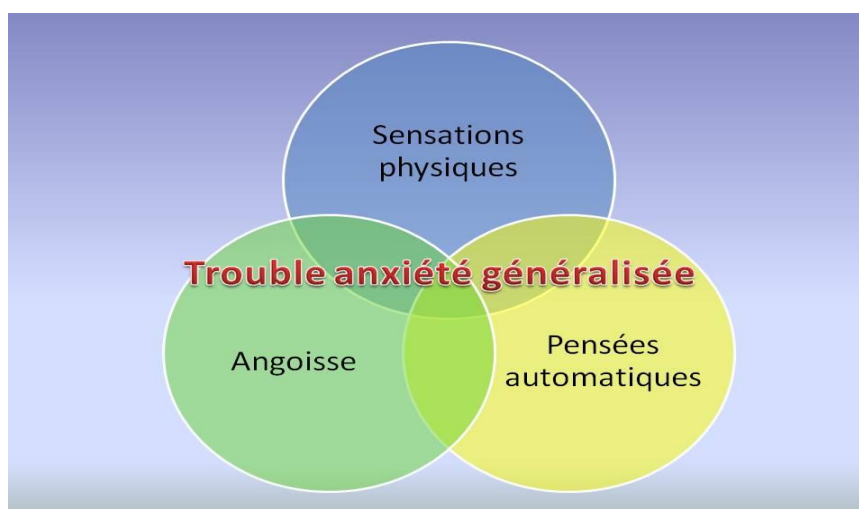 Sensations
physiques
Trouble anxiété généralisée
Angoisse
Pensées
automatiques